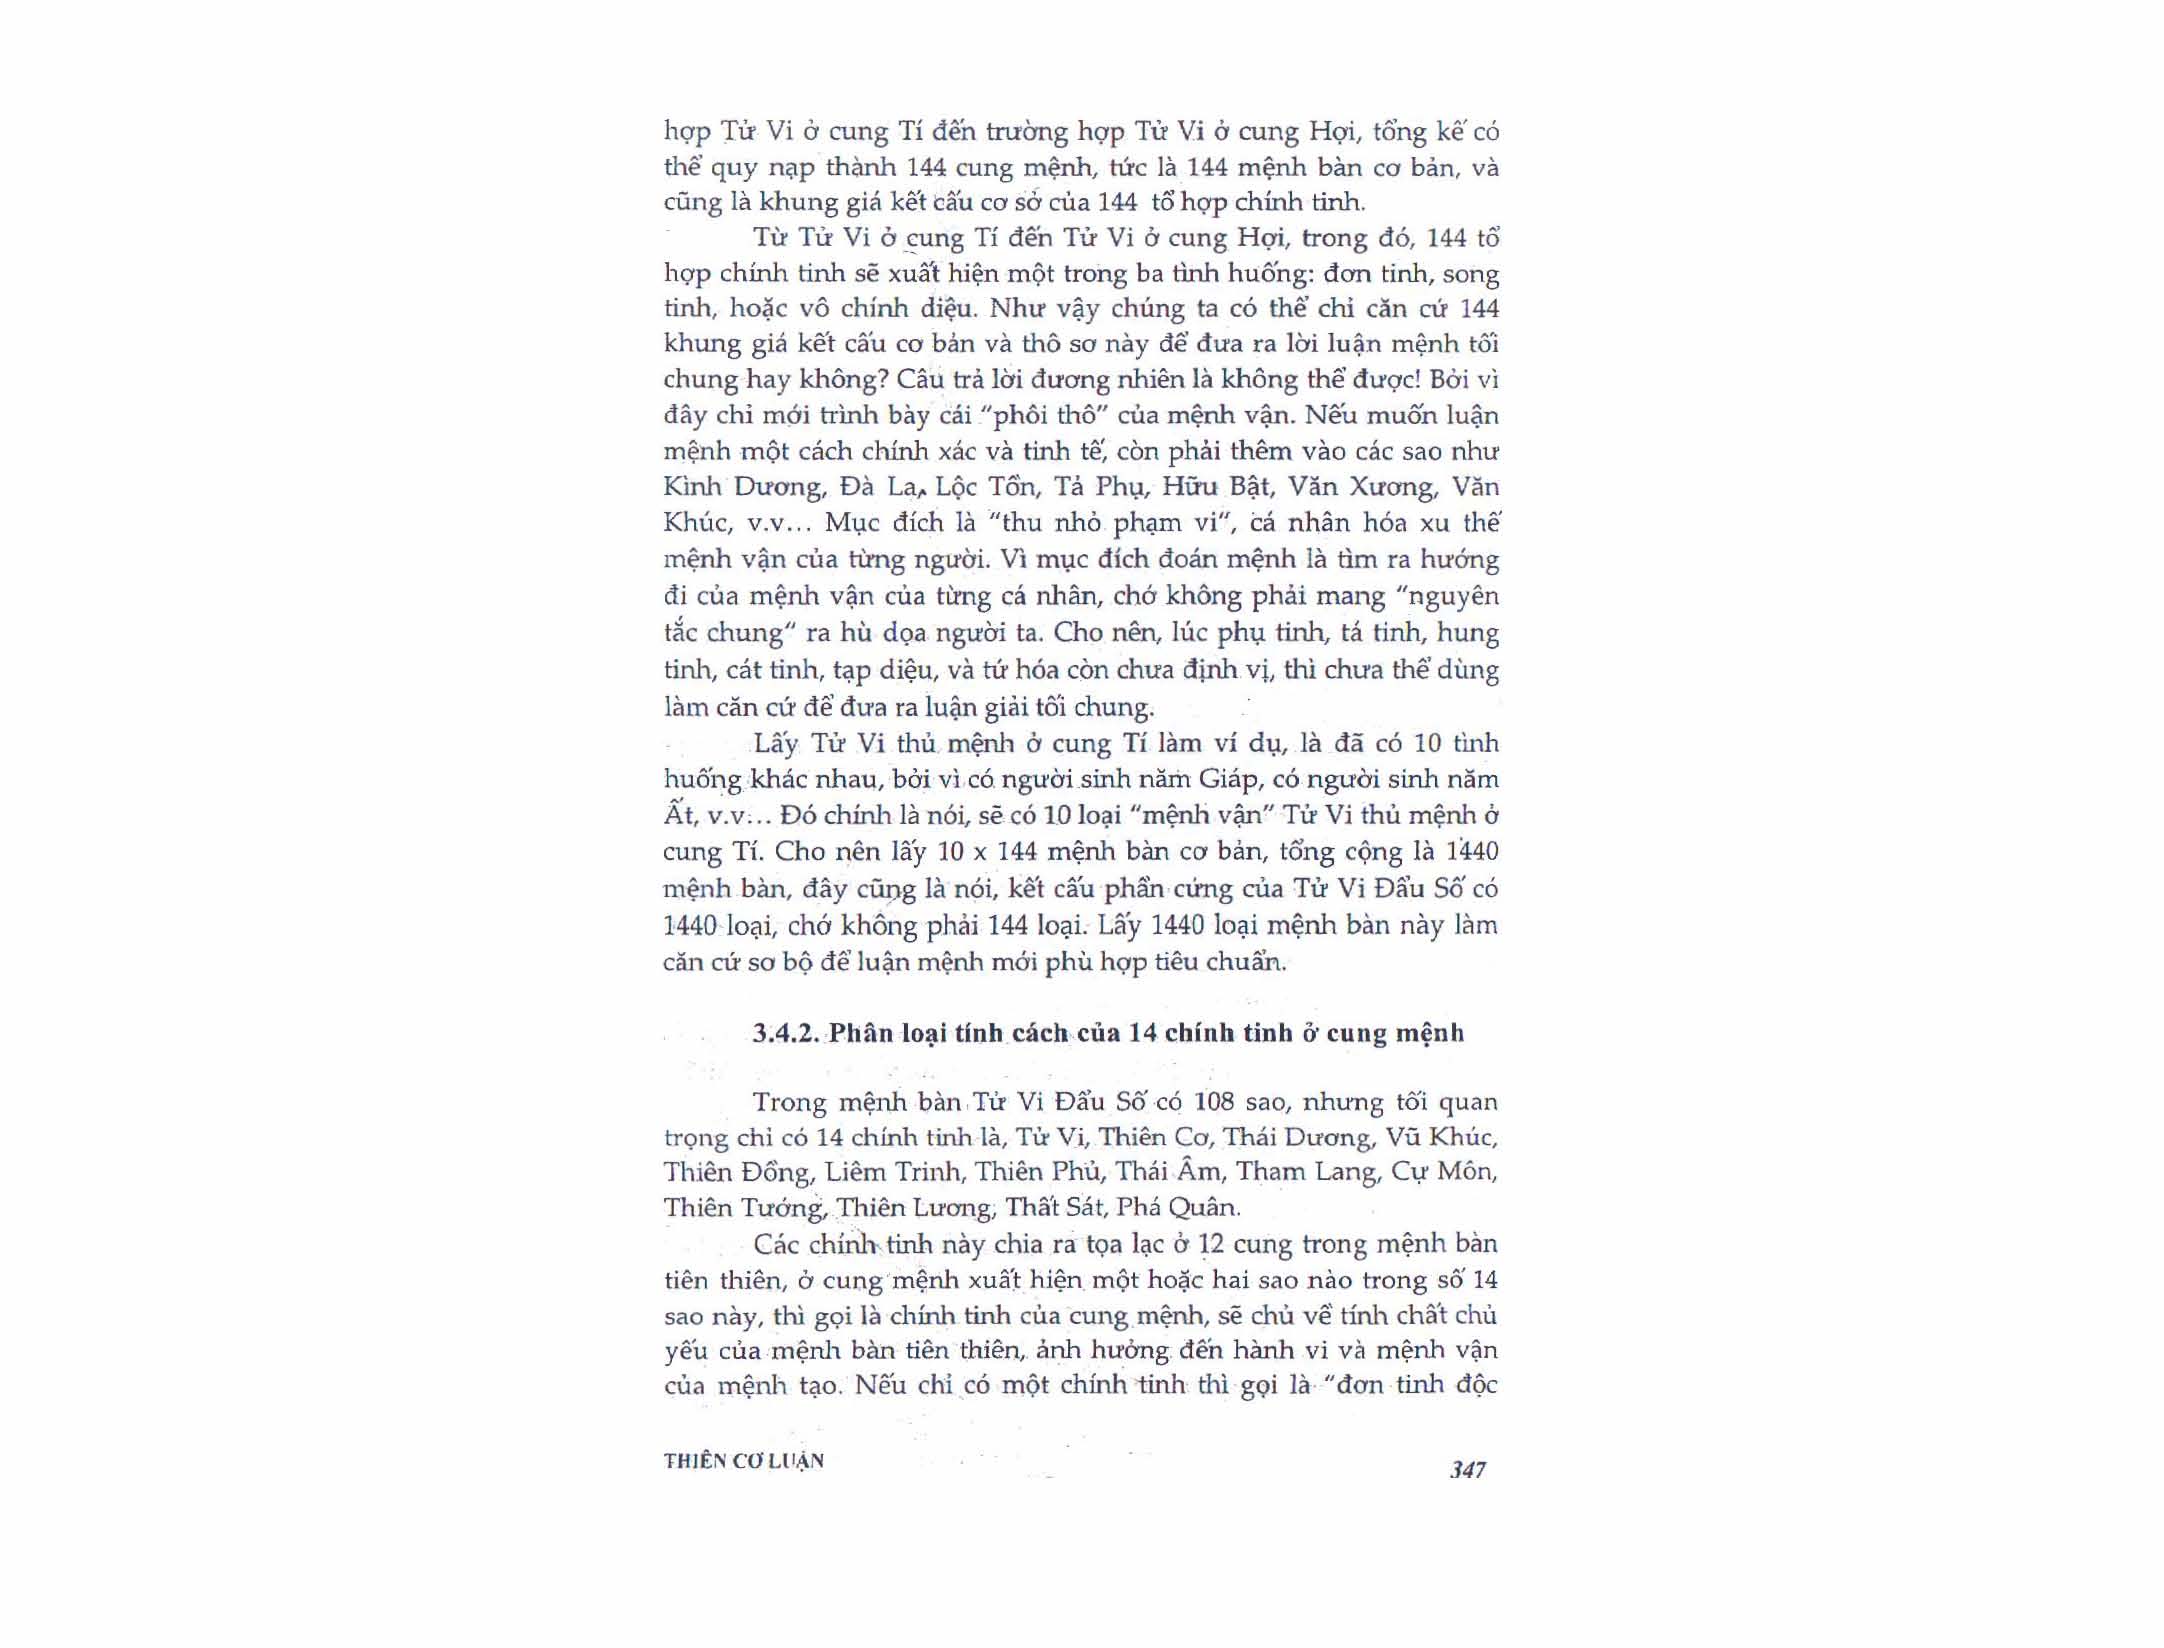 hợp Tử Vi ở cung Tí đến trường hợp Tử Vi ở cung Hợi, tổng kế có
thể quy nạp thành 144 cung mệnh, tức là 144 mệnh bàn cơ bản, và
cũng là khung giá kết cấu cơ sở của 144 tổ hợp chính tinh.
Từ Tử Vi ở cung Tí đến Tử Vi ở cung Hợi, trong đó, 144 tổ
hợp chính tinh sẽ xuất hiện một trong ba tình huống: đơn tinh, song
tinh, hoặc vô chính diệu. Như vậy chúng ta có thể chỉ căn cứ 144
khung giá kết cấu cơ bản và thô sơ này để đưa ra lời luận mệnh tối
chung hay không? Câu trả lời đương nhiên là không thể được! Bởi vì
đây chỉ mới trình bày cái "phôi thô" của mệnh vận. Nếu muốn luận
mệnh một cách chính xác và tinh tế, còn phải thêm vào các sao như
Kình Dương, Đà La, Lộc Tồn, Tả Phụ, Hữu Bật, Văn Xương, Văn
Khúc, v.v... Mục đích là "thu nhỏ phạm vi", cá nhân hóa xu thế
mệnh vận của từng người. Vì mục đích đoán mệnh là tìm ra hướng
đi của mệnh vận của từng cá nhân, chớ không phải mang "nguyên
tắc chung" ra hù dọa người ta. Cho nên, lúc phụ tinh, tá tinh, hung
tinh, cát tinh, tạp diệu, và tứ hóa còn chưa định vị, thì chưa thể dùng
làm căn cứ để đưa ra luận giải tối chung.
Lấy Tử Vi thủ mệnh ở cung Tí làm ví dụ, là đã có 10 tình
huống khác nhau, bởi vì có người sinh năm Giáp, có người sinh năm
Ất, v.v... Đó chính là nói, sẽ có 10 loại "mệnh vận" Tử Vi thủ mệnh ở
cung Tí. Cho nên lấy 10 x 144 mệnh bàn cơ bản, tổng cộng là 1440
mệnh bàn, đây cũng là nói, kết cấu phần cứng của Tử Vi Đẩu Số có
1440 loại, chớ không phải 144 loại. Lấy 1440 loại mệnh bàn này làm
căn cứ sơ bộ để luận mệnh mới phù hợp tiêu chuẩn.
3.4.2. Phân loại tính cách của 14 chính tinh ở cung mệnh
Trong mệnh bàn Tử Vi Đẩu Số có 108 sao, nhưng tối quan
trọng chỉ có 14 chính tinh là, Tử Vi, Thiên Cơ, Thái Dương, Vũ Khúc,
Thiên Đồng, Liêm Trinh, Thiên Phủ, Thái Âm, Tham Lang, Cự Môn,
Thiên Tướng, Thiên Lương, Thất Sát, Phá Quân.
Các chính tinh này chia ra tọa lạc ở 12 cung trong mệnh bàn
tiên thiên, ở cung mệnh xuất hiện một hoặc hai sao nào trong số 14
sao này, thì gọi là chính tinh của cung mệnh, sẽ chủ về tính chất chủ
yếu của mệnh bàn tiên thiên, ảnh hưởng đến hành vi và mệnh vận
của mệnh tạo. Nếu chỉ có một chính tinh thì gọi là "đơn tinh độc
THIÊN CƠ LUẬN
347